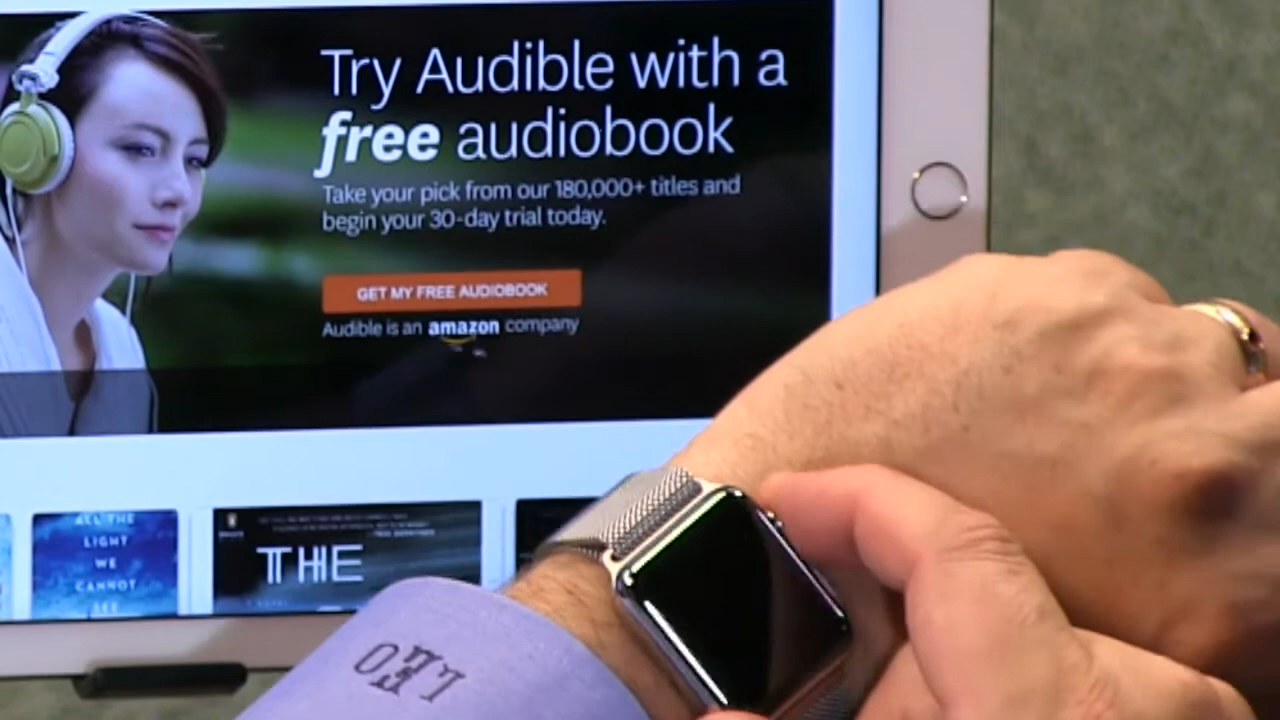 Try Audible with a
free audiobook
Take your pick from our 180,000+ titles and
begin your 30-day trial today.
GET MY FREE AUDIOBOOK
Audible is an amazon company
ALL THE
LIGHT
WE
CANNOT
SEE
THE